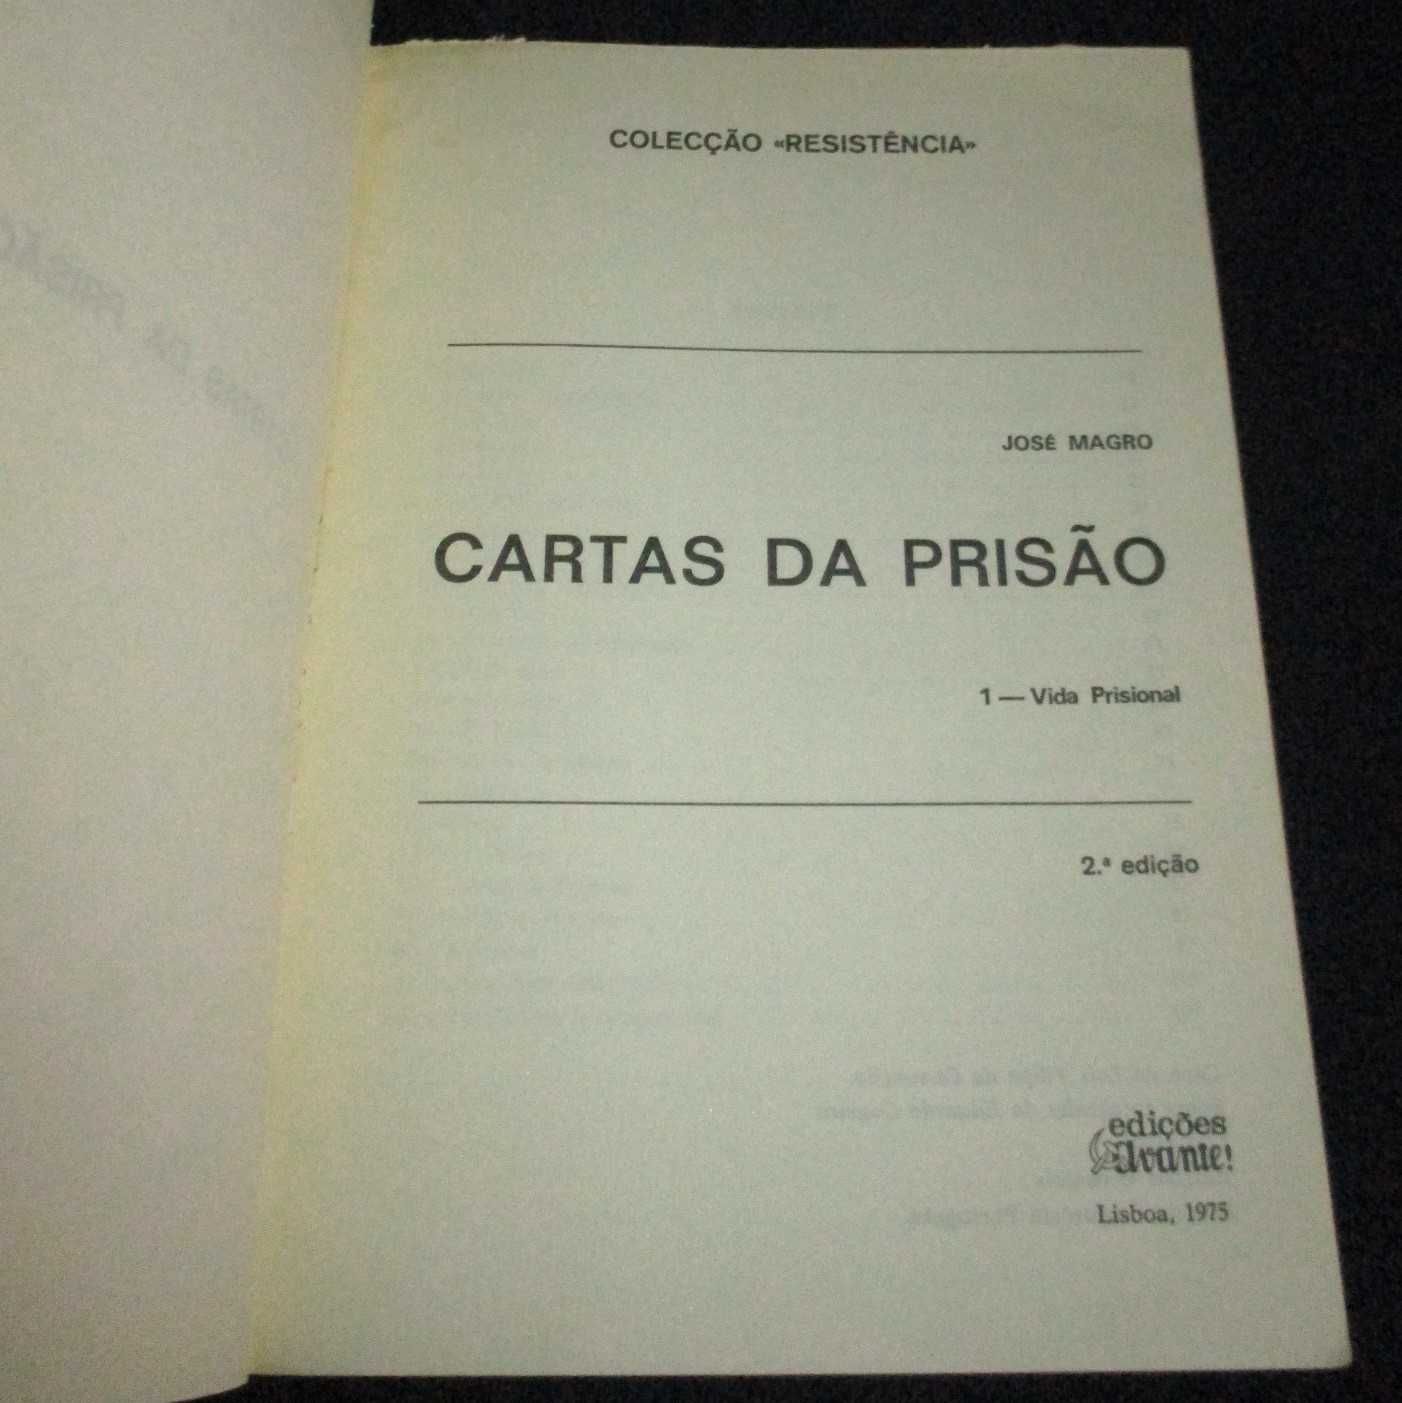 COLECÇÃO «RESISTÊNCIA»
JOSÉ MAGRO
CARTAS DA PRISÃO
1 — Vida Prisional
2.ª edição
edições
Avante!
Lisboa, 1975